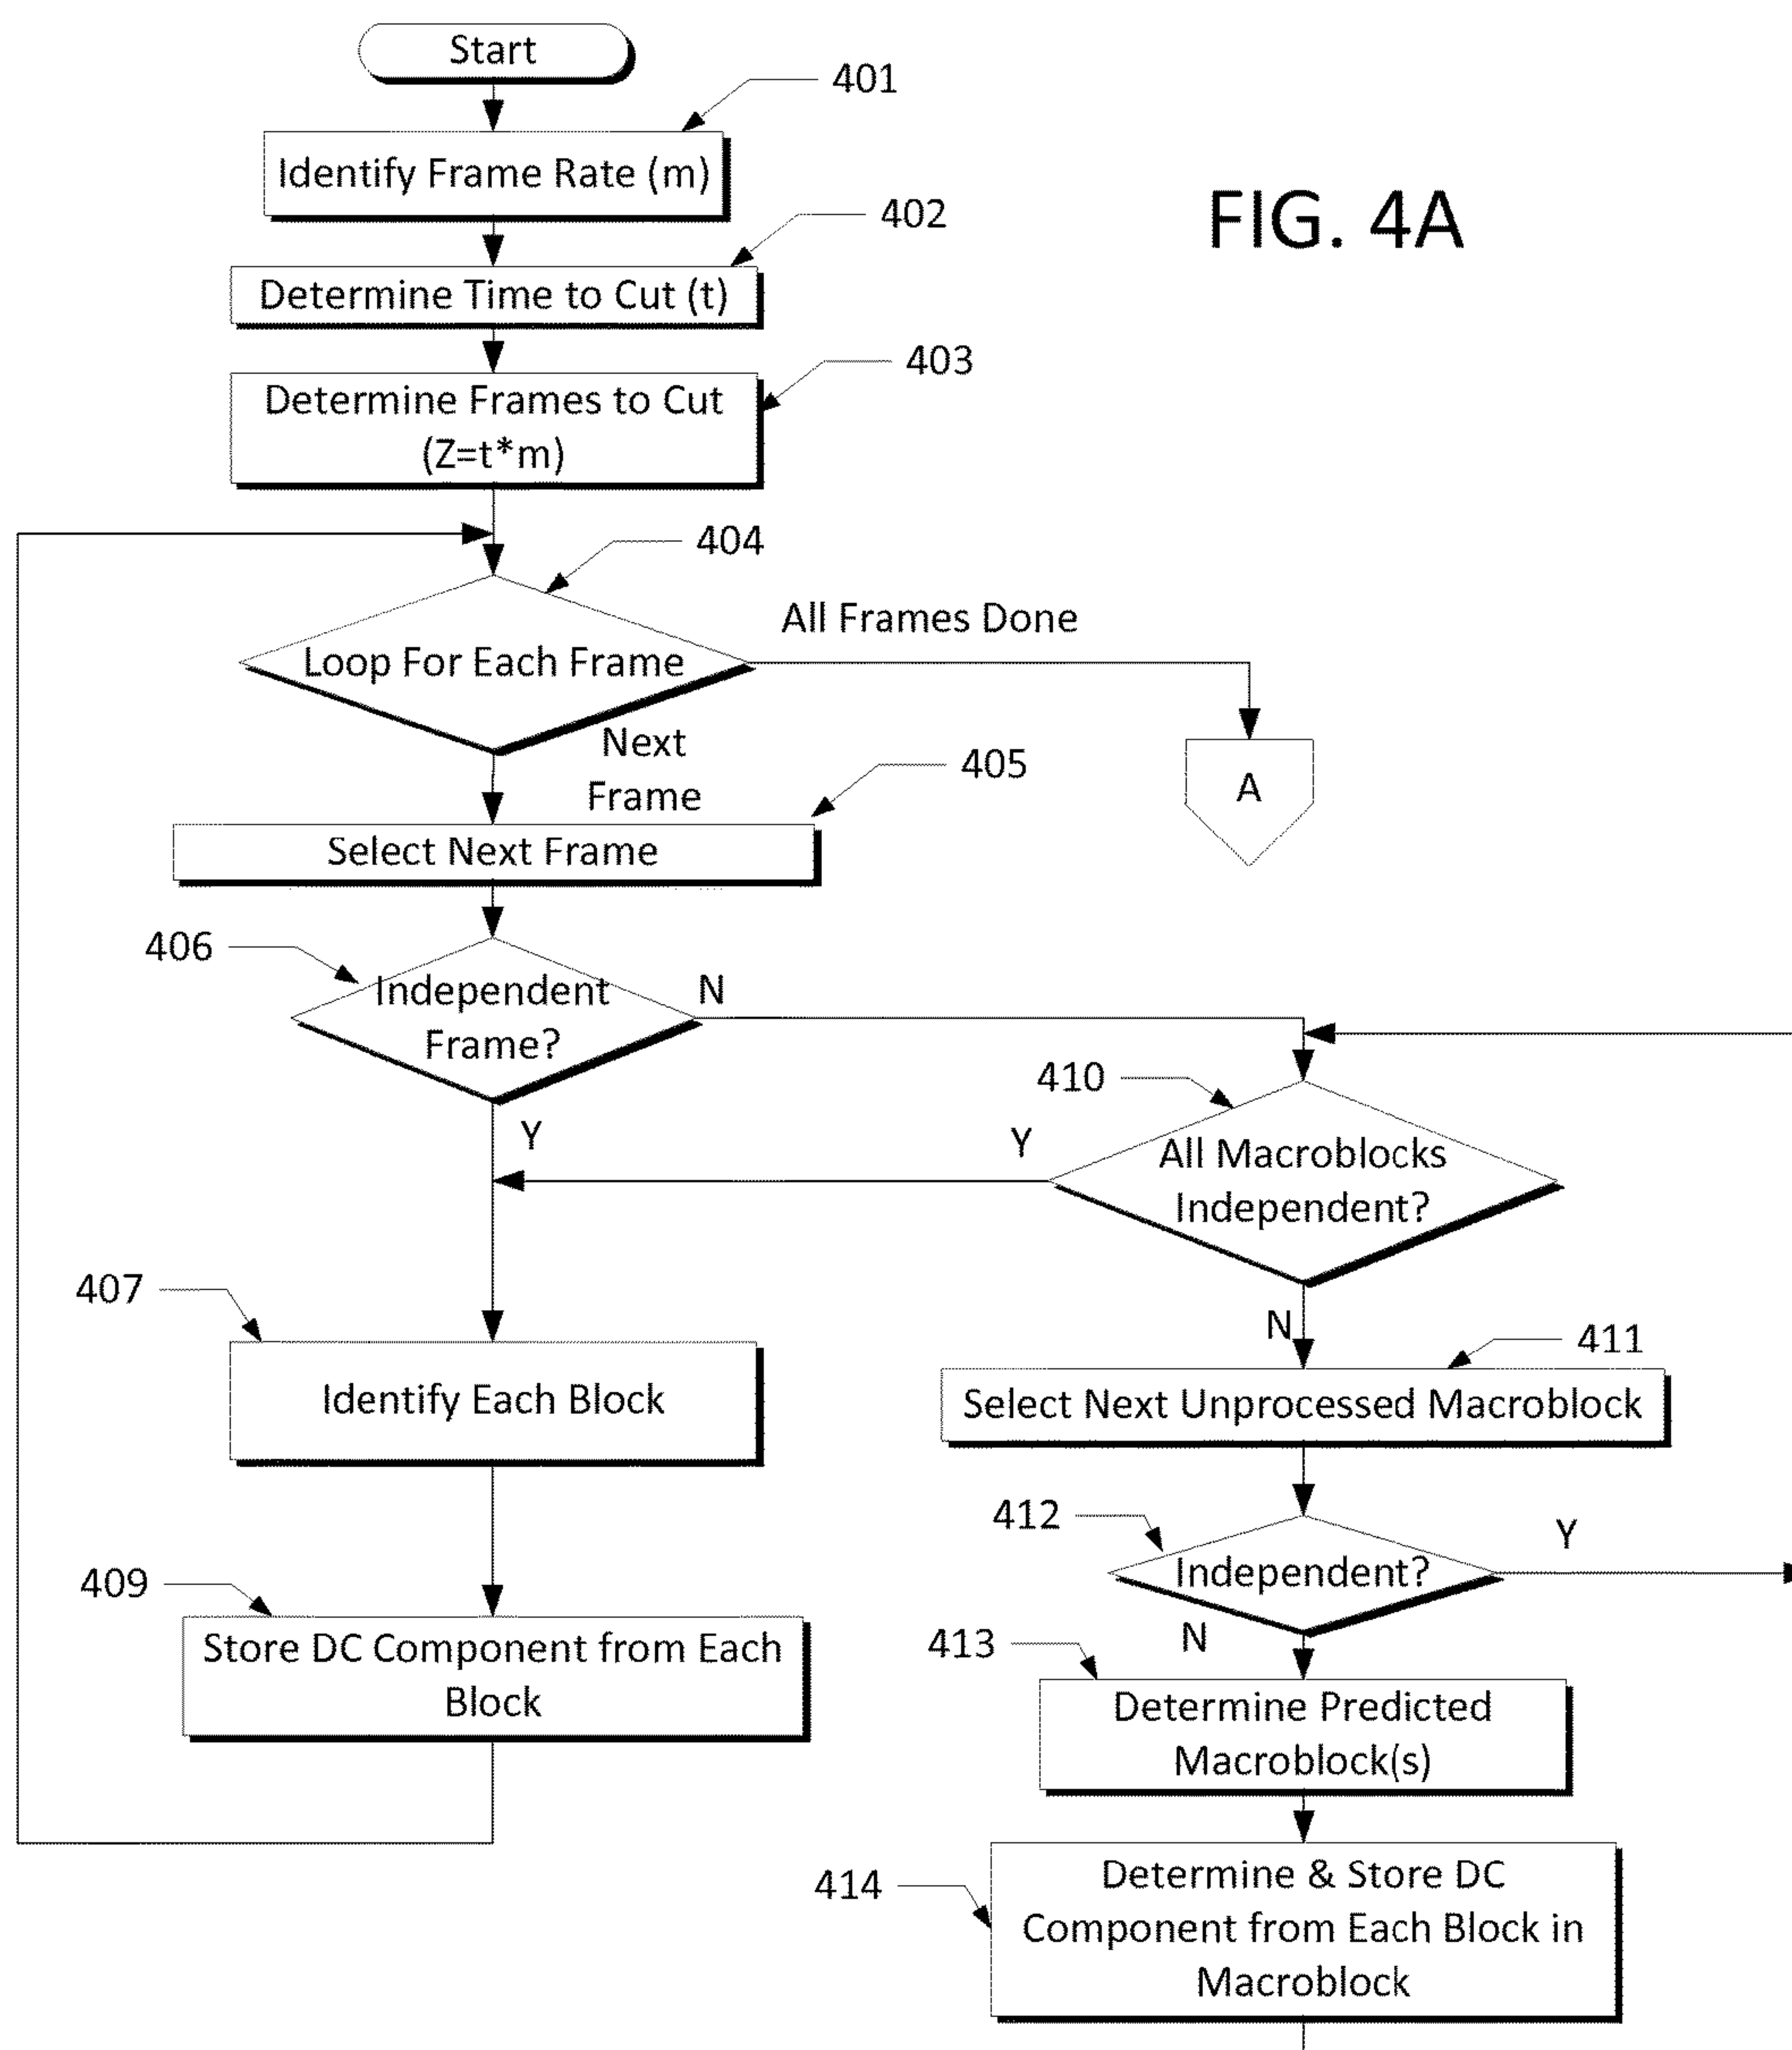 Start
401
Identify Frame Rate (m)
FIG. 4A
402
Determine Time to Cut (t)
403
Determine Frames to Cut
(Z=t*m)
404
All Frames Done
Loop For Each Frame
Next
Frame
405
A
Select Next Frame
406
Independent
Frame?
N
410
Y
Y
All Macroblocks
Independent?
407
N
411
Identify Each Block
Select Next Unprocessed Macroblock
412
Y
Independent?
409
N
413
Store DC Component from Each
Block
Determine Predicted
Macroblock(s)
414
Determine & Store DC
Component from Each Block in
Macroblock